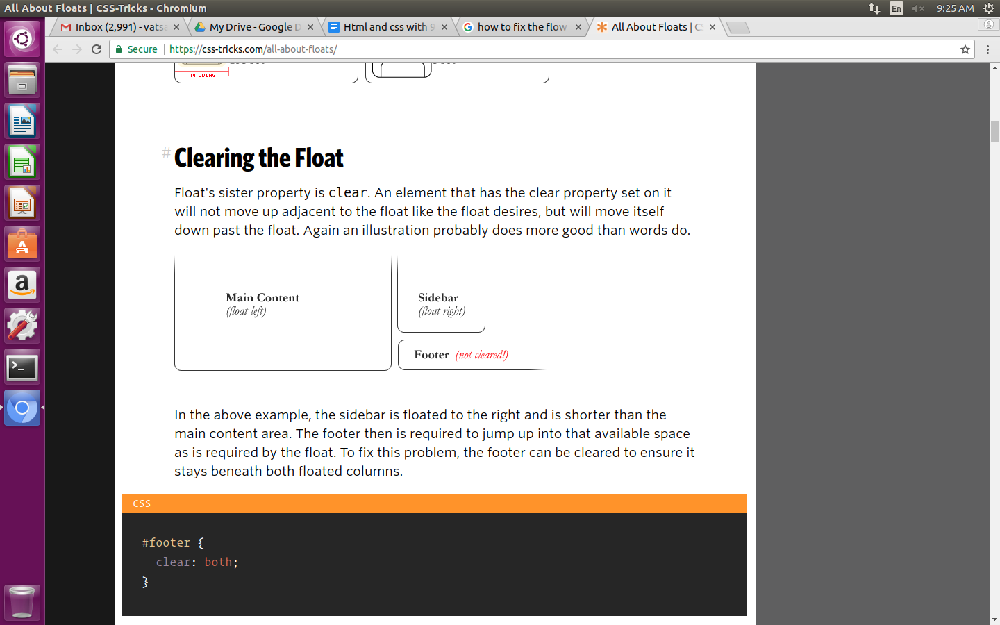 All About Floats | CSS-Tricks - Chromium
En
9:25 AM
Inbox (2,991) - vatsa
My Drive - Google D
Html and css with 9
how to fix the flow
All About Floats | CS
Secure
https://css-tricks.com/all-about-floats/
PADDING
# Clearing the Float
Float's sister property is clear. An element that has the clear property set on it
will not move up adjacent to the float like the float desires, but will move itself
down past the float. Again an illustration probably does more good than words do.
Main Content
(float left)
Sidebar
(float right)
Footer (not cleared!)
In the above example, the sidebar is floated to the right and is shorter than the
main content area. The footer then is required to jump up into that available space
as is required by the float. To fix this problem, the footer can be cleared to ensure it
stays beneath both floated columns.
CSS
#footer {
clear: both;
}